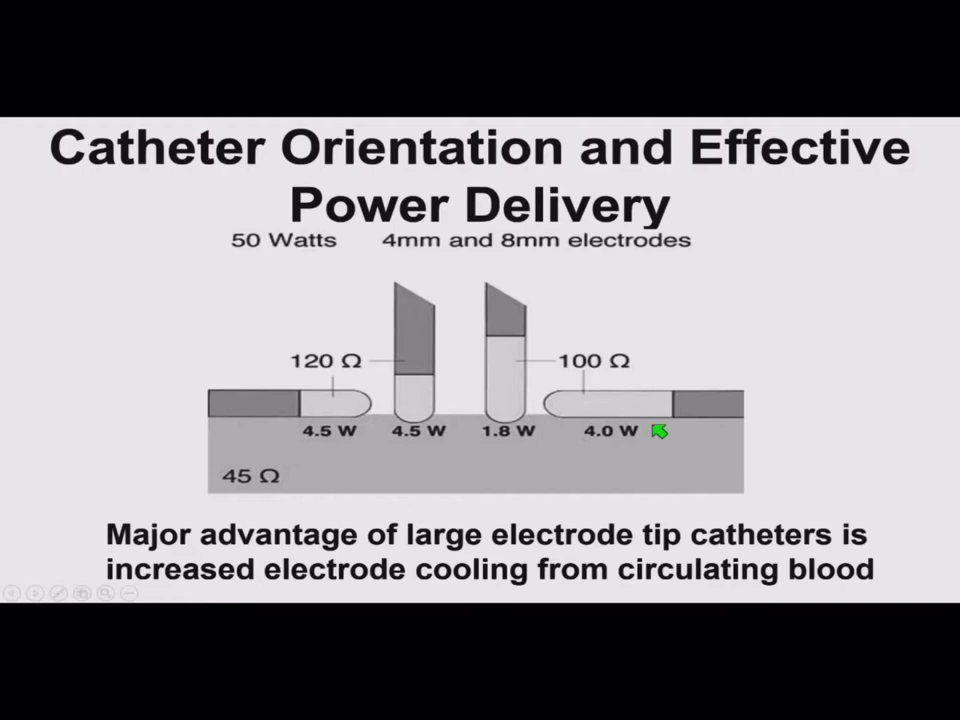 Catheter Orientation and Effective
Power Delivery
50 Watts 4mm and 8mm electrodes
120 Ω 100 Ω
4.5 W 4.5 W 1.8 W 4.0 W
45 Ω
Major advantage of large electrode tip catheters is
increased electrode cooling from circulating blood